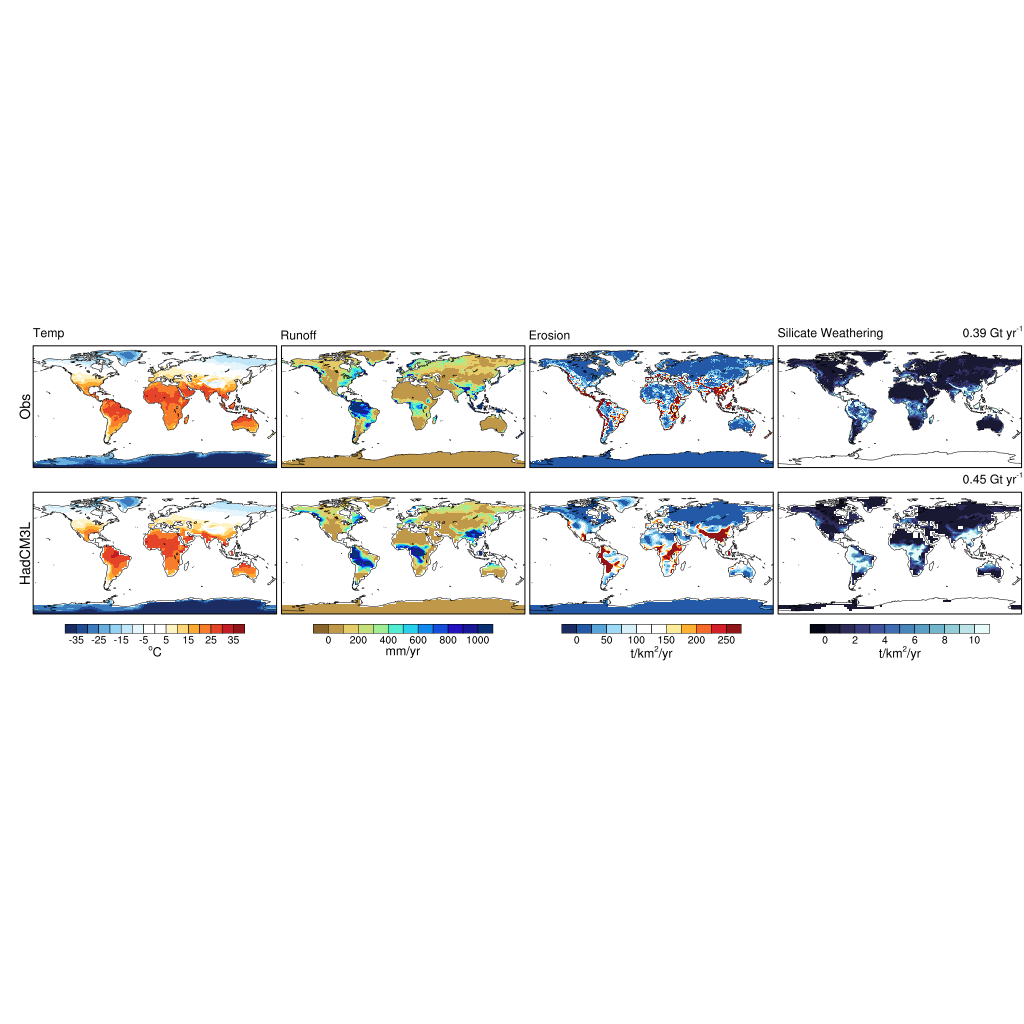 Temp
Runoff
Erosion
Silicate Weathering
0.39 Gt yr⁻¹
Obs
0.45 Gt yr⁻¹
HadCM3L
-35 -25 -15 -5 5 15 25 35
°C
0 200 400 600 800 1000
mm/yr
0 50 100 150 200 250
t/km²/yr
0 2 4 6 8 10
t/km²/yr